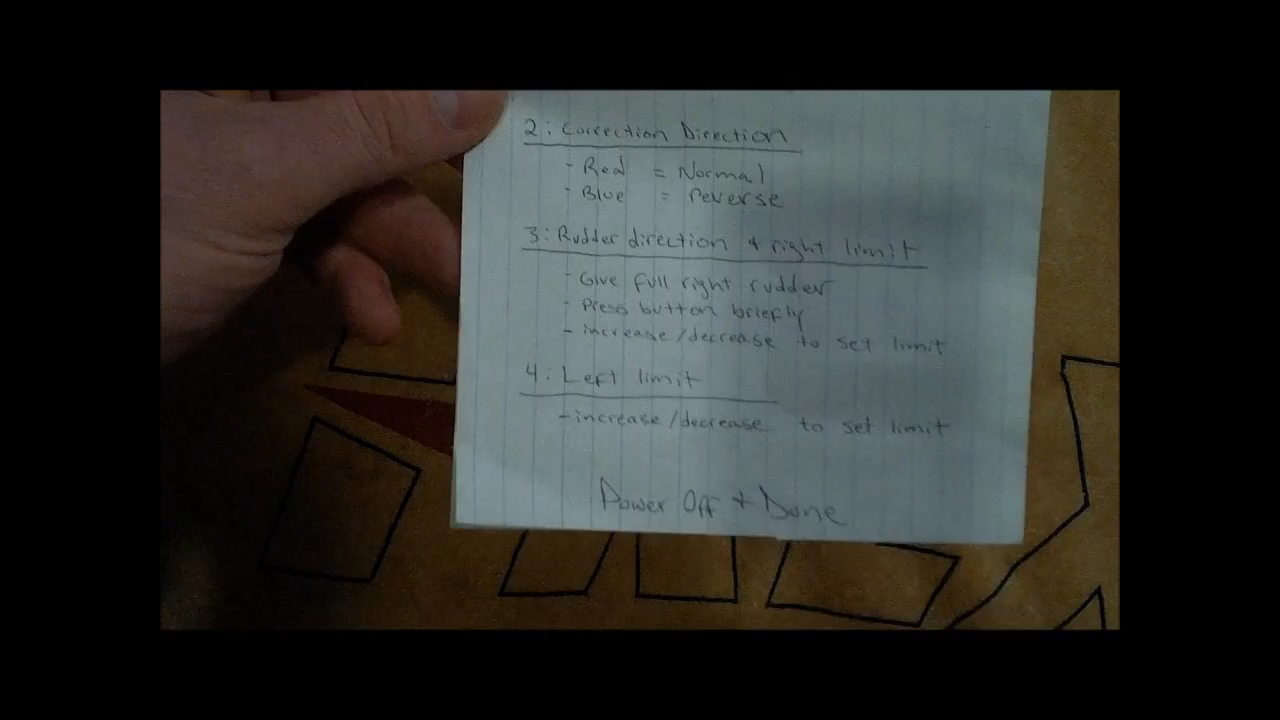 2: Correction Direction
- Red = Normal
- Blue = reverse
3: Rudder direction + right limit
- Give full right rudder
- Press button briefly
- increase/decrease to set limit
4: Left limit
- increase/decrease to set limit
Power Off + Done